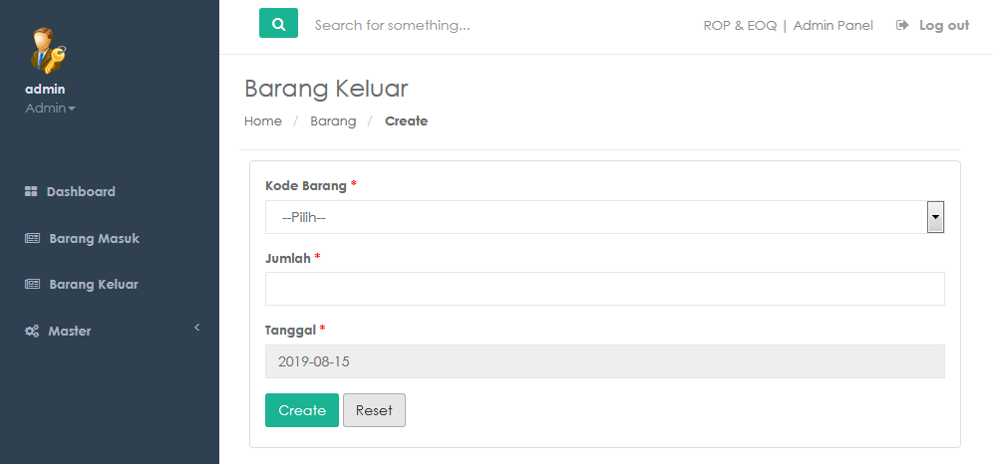 Search for something...
ROP & EOQ | Admin Panel
Log out
admin
Admin
Dashboard
Barang Masuk
Barang Keluar
Master
Barang Keluar
Home / Barang / Create
Kode Barang *
--Pilih--
Jumlah *
Tanggal *
2019-08-15
Create
Reset